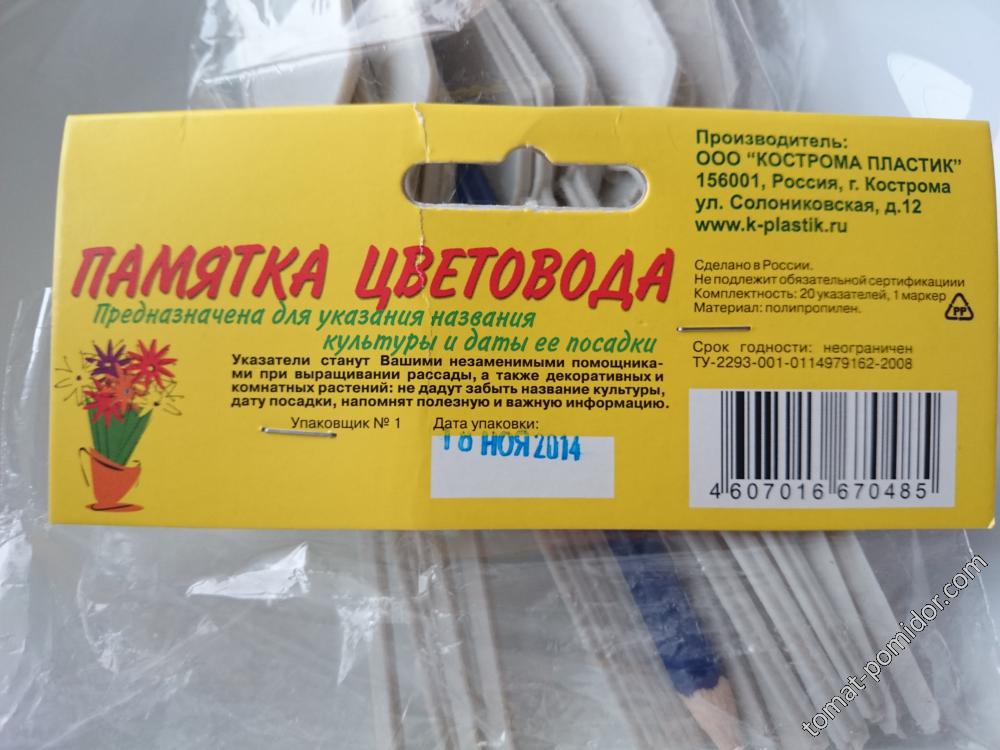 Производитель:
ООО "КОСТРОМА ПЛАСТИК"
156001, Россия, г. Кострома
ул. Солониковская, д.12
www.k-plastik.ru
ПАМЯТКА ЦВЕТОВОДА
Предназначена для указания названия
культуры и даты ее посадки
Указатели станут Вашими незаменимыми помощника-
ми при выращивании рассады, а также декоративных и
комнатных растений: не дадут забыть название культуры,
дату посадки, напомнят полезную и важную информацию.
Упаковщик № 1 Дата упаковки:
18 НОЯ 2014
Сделано в России.
Не подлежит обязательной сертификациии
Комплектность: 20 указателей, 1 маркер
Материал: полипропилен.
PP
Срок годности: неограничен
ТУ-2293-001-0114979162-2008
4 607016 670485
tomat-pomidor.com